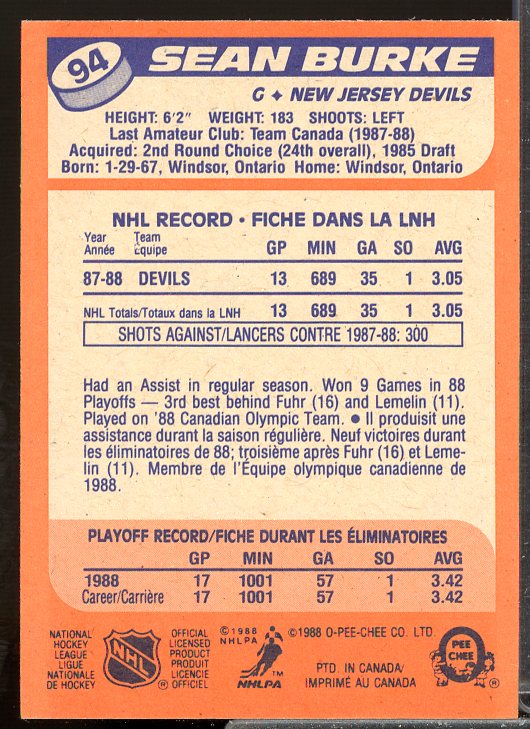 94 SEAN BURKE
G ✦ NEW JERSEY DEVILS
HEIGHT: 6'2" WEIGHT: 183 SHOOTS: LEFT
Last Amateur Club: Team Canada (1987-88)
Acquired: 2nd Round Choice (24th overall), 1985 Draft
Born: 1-29-67, Windsor, Ontario Home: Windsor, Ontario
NHL RECORD • FICHE DANS LA LNH
Year Team
Année Équipe GP MIN GA SO AVG
87-88 DEVILS 13 689 35 1 3.05
NHL Totals/Totaux dans la LNH 13 689 35 1 3.05
SHOTS AGAINST/LANCERS CONTRE 1987-88: 300
Had an Assist in regular season. Won 9 Games in 88
Playoffs — 3rd best behind Fuhr (16) and Lemelin (11).
Played on '88 Canadian Olympic Team. ● Il produisit une
assistance durant la saison régulière. Neuf victoires durant
les éliminatoires de 88; troisième après Fuhr (16) et Leme-
lin (11). Membre de l'Équipe olympique canadienne de
1988.
PLAYOFF RECORD/FICHE DURANT LES ÉLIMINATOIRES
GP MIN GA SO AVG
1988 17 1001 57 1 3.42
Career/Carrière 17 1001 57 1 3.42
NATIONAL
HOCKEY
LEAGUE
LIGUE
NATIONALE
DE HOCKEY
NHL
®
OFFICIAL
LICENSED
PRODUCT
PRODUIT
LICENCIE
OFFICIEL
©1988
NHLPA
™
NHLPA
©1988 O-PEE-CHEE CO. LTD.
PTD. IN CANADA/
IMPRIMÉ AU CANADA
PEE
CHEE
®